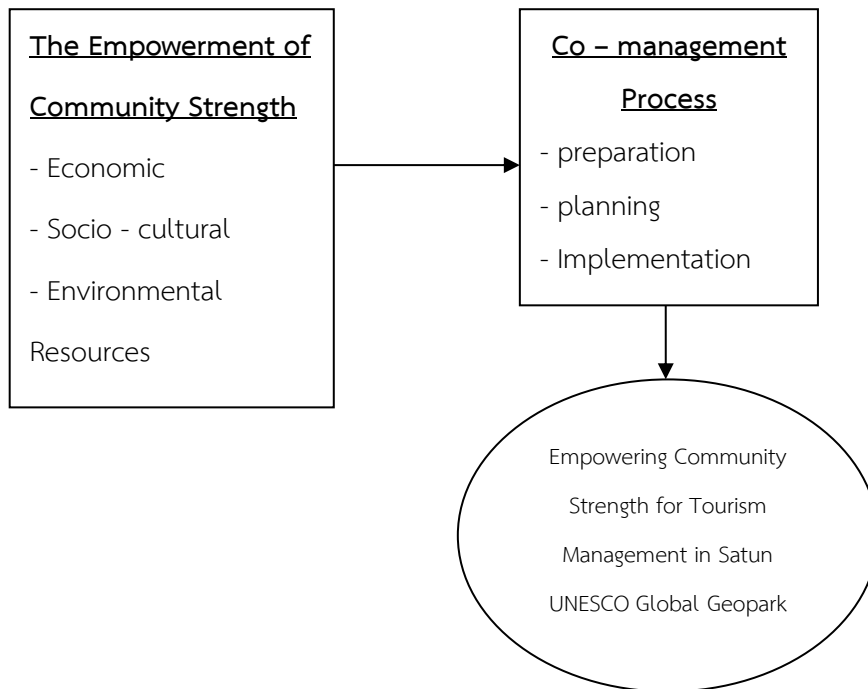 The Empowerment of
Community Strength
- Economic
- Socio - cultural
- Environmental
Resources
Co – management
Process
- preparation
- planning
- Implementation
Empowering Community
Strength for Tourism
Management in Satun
UNESCO Global Geopark